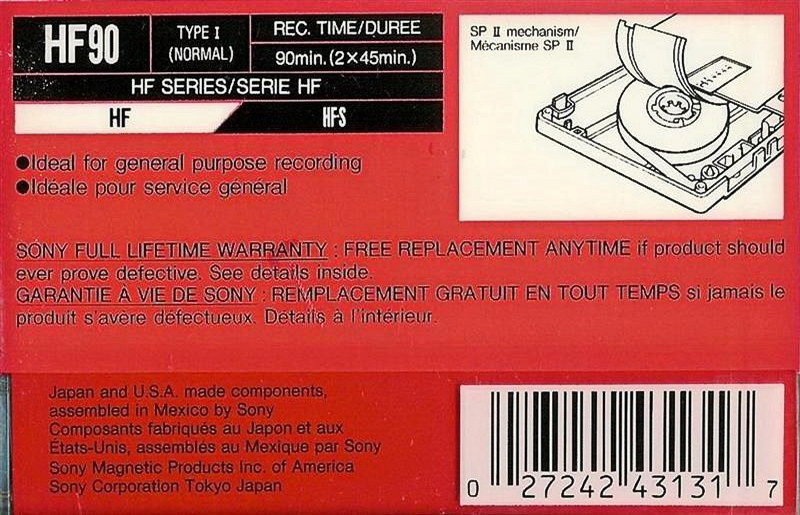 HF90
TYPE I
(NORMAL)
REC. TIME/DUREE
90min.(2×45min.)
HF SERIES/SERIE HF
HF
HFS
SP II mechanism/
Mécanisme SP II
●Ideal for general purpose recording
●Idéale pour service général
SONY FULL LIFETIME WARRANTY : FREE REPLACEMENT ANYTIME if product should
ever prove defective. See details inside.
GARANTIE À VIE DE SONY : REMPLACEMENT GRATUIT EN TOUT TEMPS si jamais le
produit s'avère défectueux. Détails à l'intérieur.
Japan and U.S.A. made components,
assembled in Mexico by Sony
Composants fabriqués au Japon et aux
États-Unis, assemblés au Mexique par Sony
Sony Magnetic Products Inc. of America
Sony Corporation Tokyo Japan
0 27242 43131 7